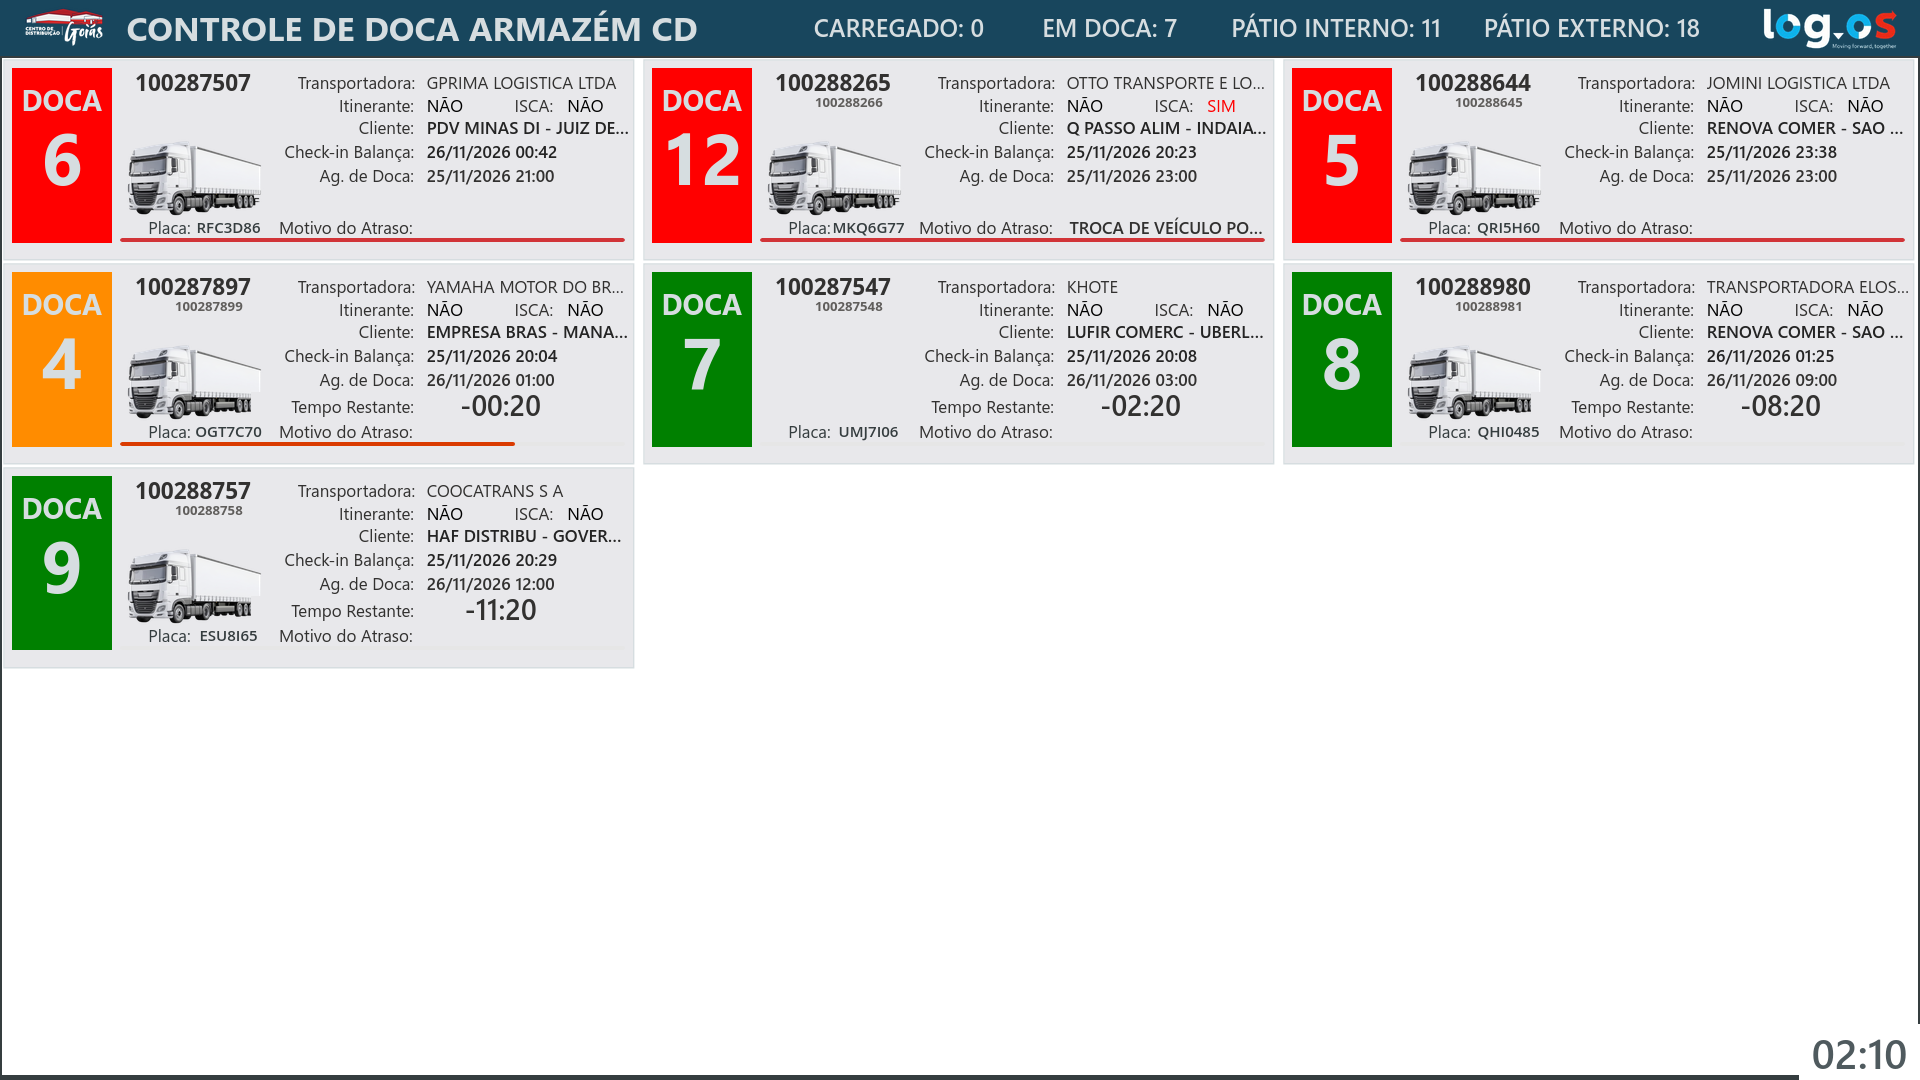 CENTRO DE DISTRIBUIÇÃO Goiás
CONTROLE DE DOCA ARMAZÉM CD
CARREGADO: 0
EM DOCA: 7
PÁTIO INTERNO: 11
PÁTIO EXTERNO: 18
log.os
Moving forward, together
DOCA
6
100287507
Transportadora: GPRIMA LOGISTICA LTDA
Itinerante: NÃO ISCA: NÃO
Cliente: PDV MINAS DI - JUIZ DE...
Check-in Balança: 26/11/2026 00:42
Ag. de Doca: 25/11/2026 21:00
Placa: RFC3D86 Motivo do Atraso:
DOCA
12
100288265
100288266
Transportadora: OTTO TRANSPORTE E LO...
Itinerante: NÃO ISCA: SIM
Cliente: Q PASSO ALIM - INDAIA...
Check-in Balança: 25/11/2026 20:23
Ag. de Doca: 25/11/2026 23:00
Placa: MKQ6G77 Motivo do Atraso: TROCA DE VEÍCULO PO...
DOCA
5
100288644
100288645
Transportadora: JOMINI LOGISTICA LTDA
Itinerante: NÃO ISCA: NÃO
Cliente: RENOVA COMER - SAO ...
Check-in Balança: 25/11/2026 23:38
Ag. de Doca: 25/11/2026 23:00
Placa: QRI5H60 Motivo do Atraso:
DOCA
4
100287897
100287899
Transportadora: YAMAHA MOTOR DO BR...
Itinerante: NÃO ISCA: NÃO
Cliente: EMPRESA BRAS - MANA...
Check-in Balança: 25/11/2026 20:04
Ag. de Doca: 26/11/2026 01:00
Tempo Restante: -00:20
Placa: OGT7C70 Motivo do Atraso:
DOCA
7
100287547
100287548
Transportadora: KHOTE
Itinerante: NÃO ISCA: NÃO
Cliente: LUFIR COMERC - UBERL...
Check-in Balança: 25/11/2026 20:08
Ag. de Doca: 26/11/2026 03:00
Tempo Restante: -02:20
Placa: UMJ7I06 Motivo do Atraso:
DOCA
8
100288980
100288981
Transportadora: TRANSPORTADORA ELOS...
Itinerante: NÃO ISCA: NÃO
Cliente: RENOVA COMER - SAO ...
Check-in Balança: 26/11/2026 01:25
Ag. de Doca: 26/11/2026 09:00
Tempo Restante: -08:20
Placa: QHI0485 Motivo do Atraso:
DOCA
9
100288757
100288758
Transportadora: COOCATRANS S A
Itinerante: NÃO ISCA: NÃO
Cliente: HAF DISTRIBU - GOVER...
Check-in Balança: 25/11/2026 20:29
Ag. de Doca: 26/11/2026 12:00
Tempo Restante: -11:20
Placa: ESU8I65 Motivo do Atraso:
02:10